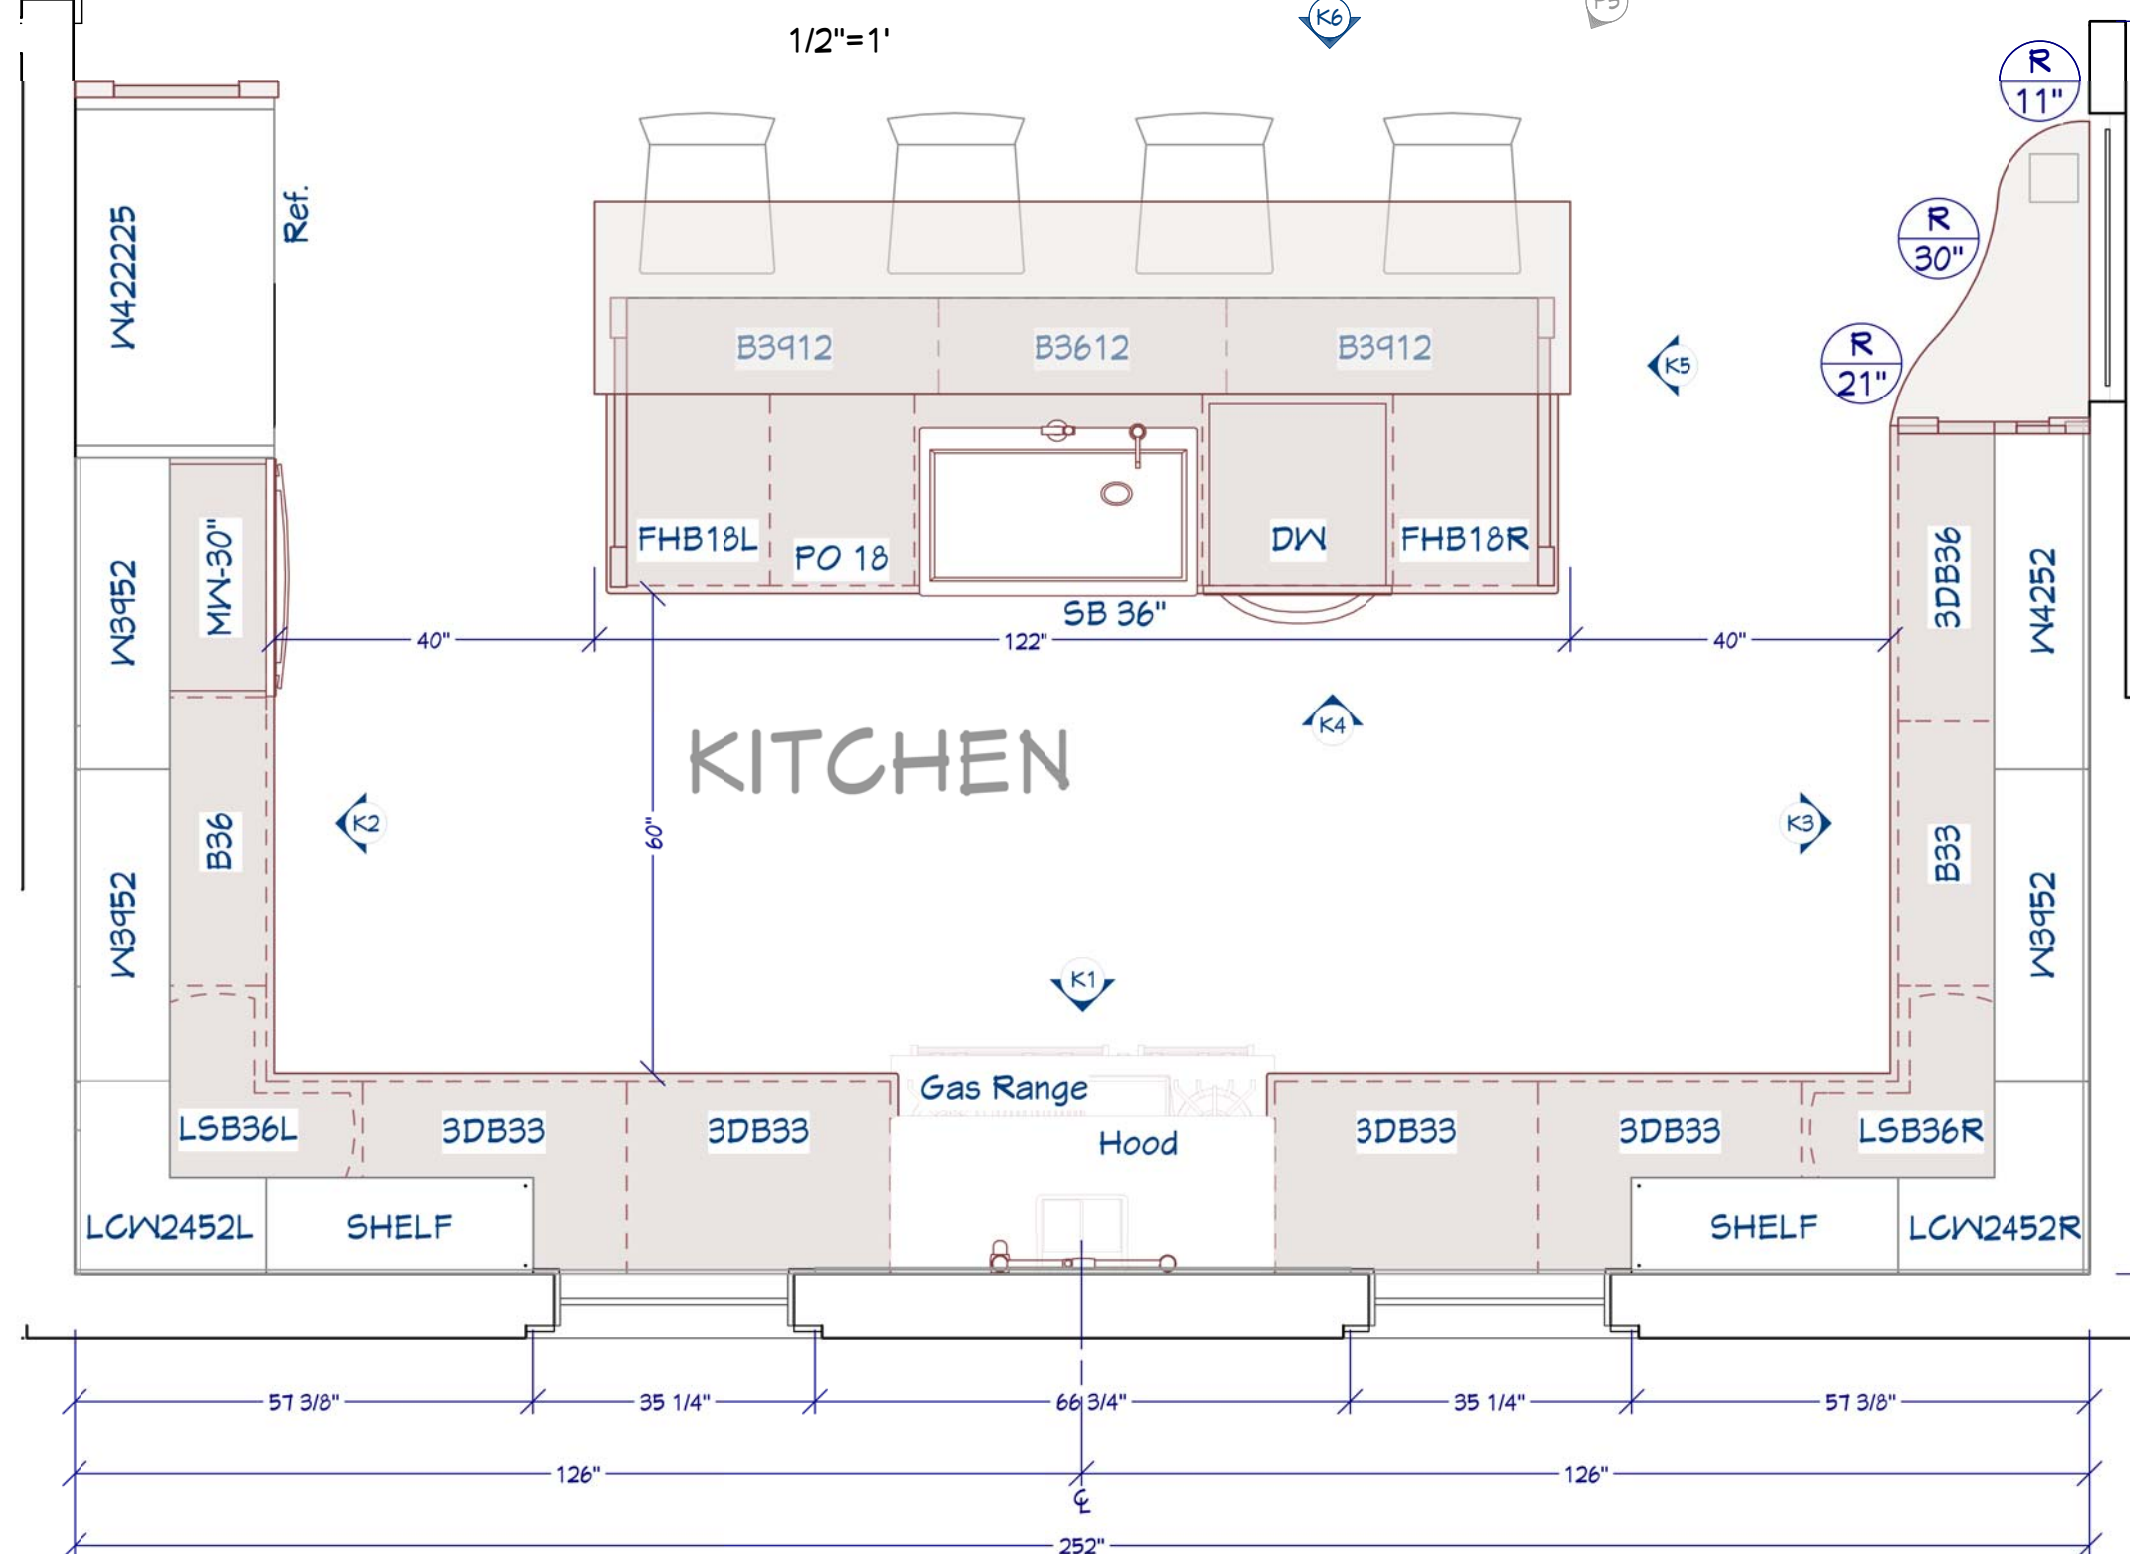 1/2"=1'
K6
R
11"
W422225
Ref.
R
30"
B3912
B3612
B3912
K5
R
21"
FHB18L
PO 18
DW
FHB18R
SB 36"
MW-30"
W3952
3DB36
W4252
40"
122"
40"
KITCHEN
K4
60"
K2
K3
B36
B33
W3952
W3952
K1
Gas Range
Hood
LSB36L
3DB33
3DB33
3DB33
3DB33
LSB36R
LCW2452L
SHELF
SHELF
LCW2452R
57 3/8"
35 1/4"
66 3/4"
35 1/4"
57 3/8"
126"
126"
℄
252"